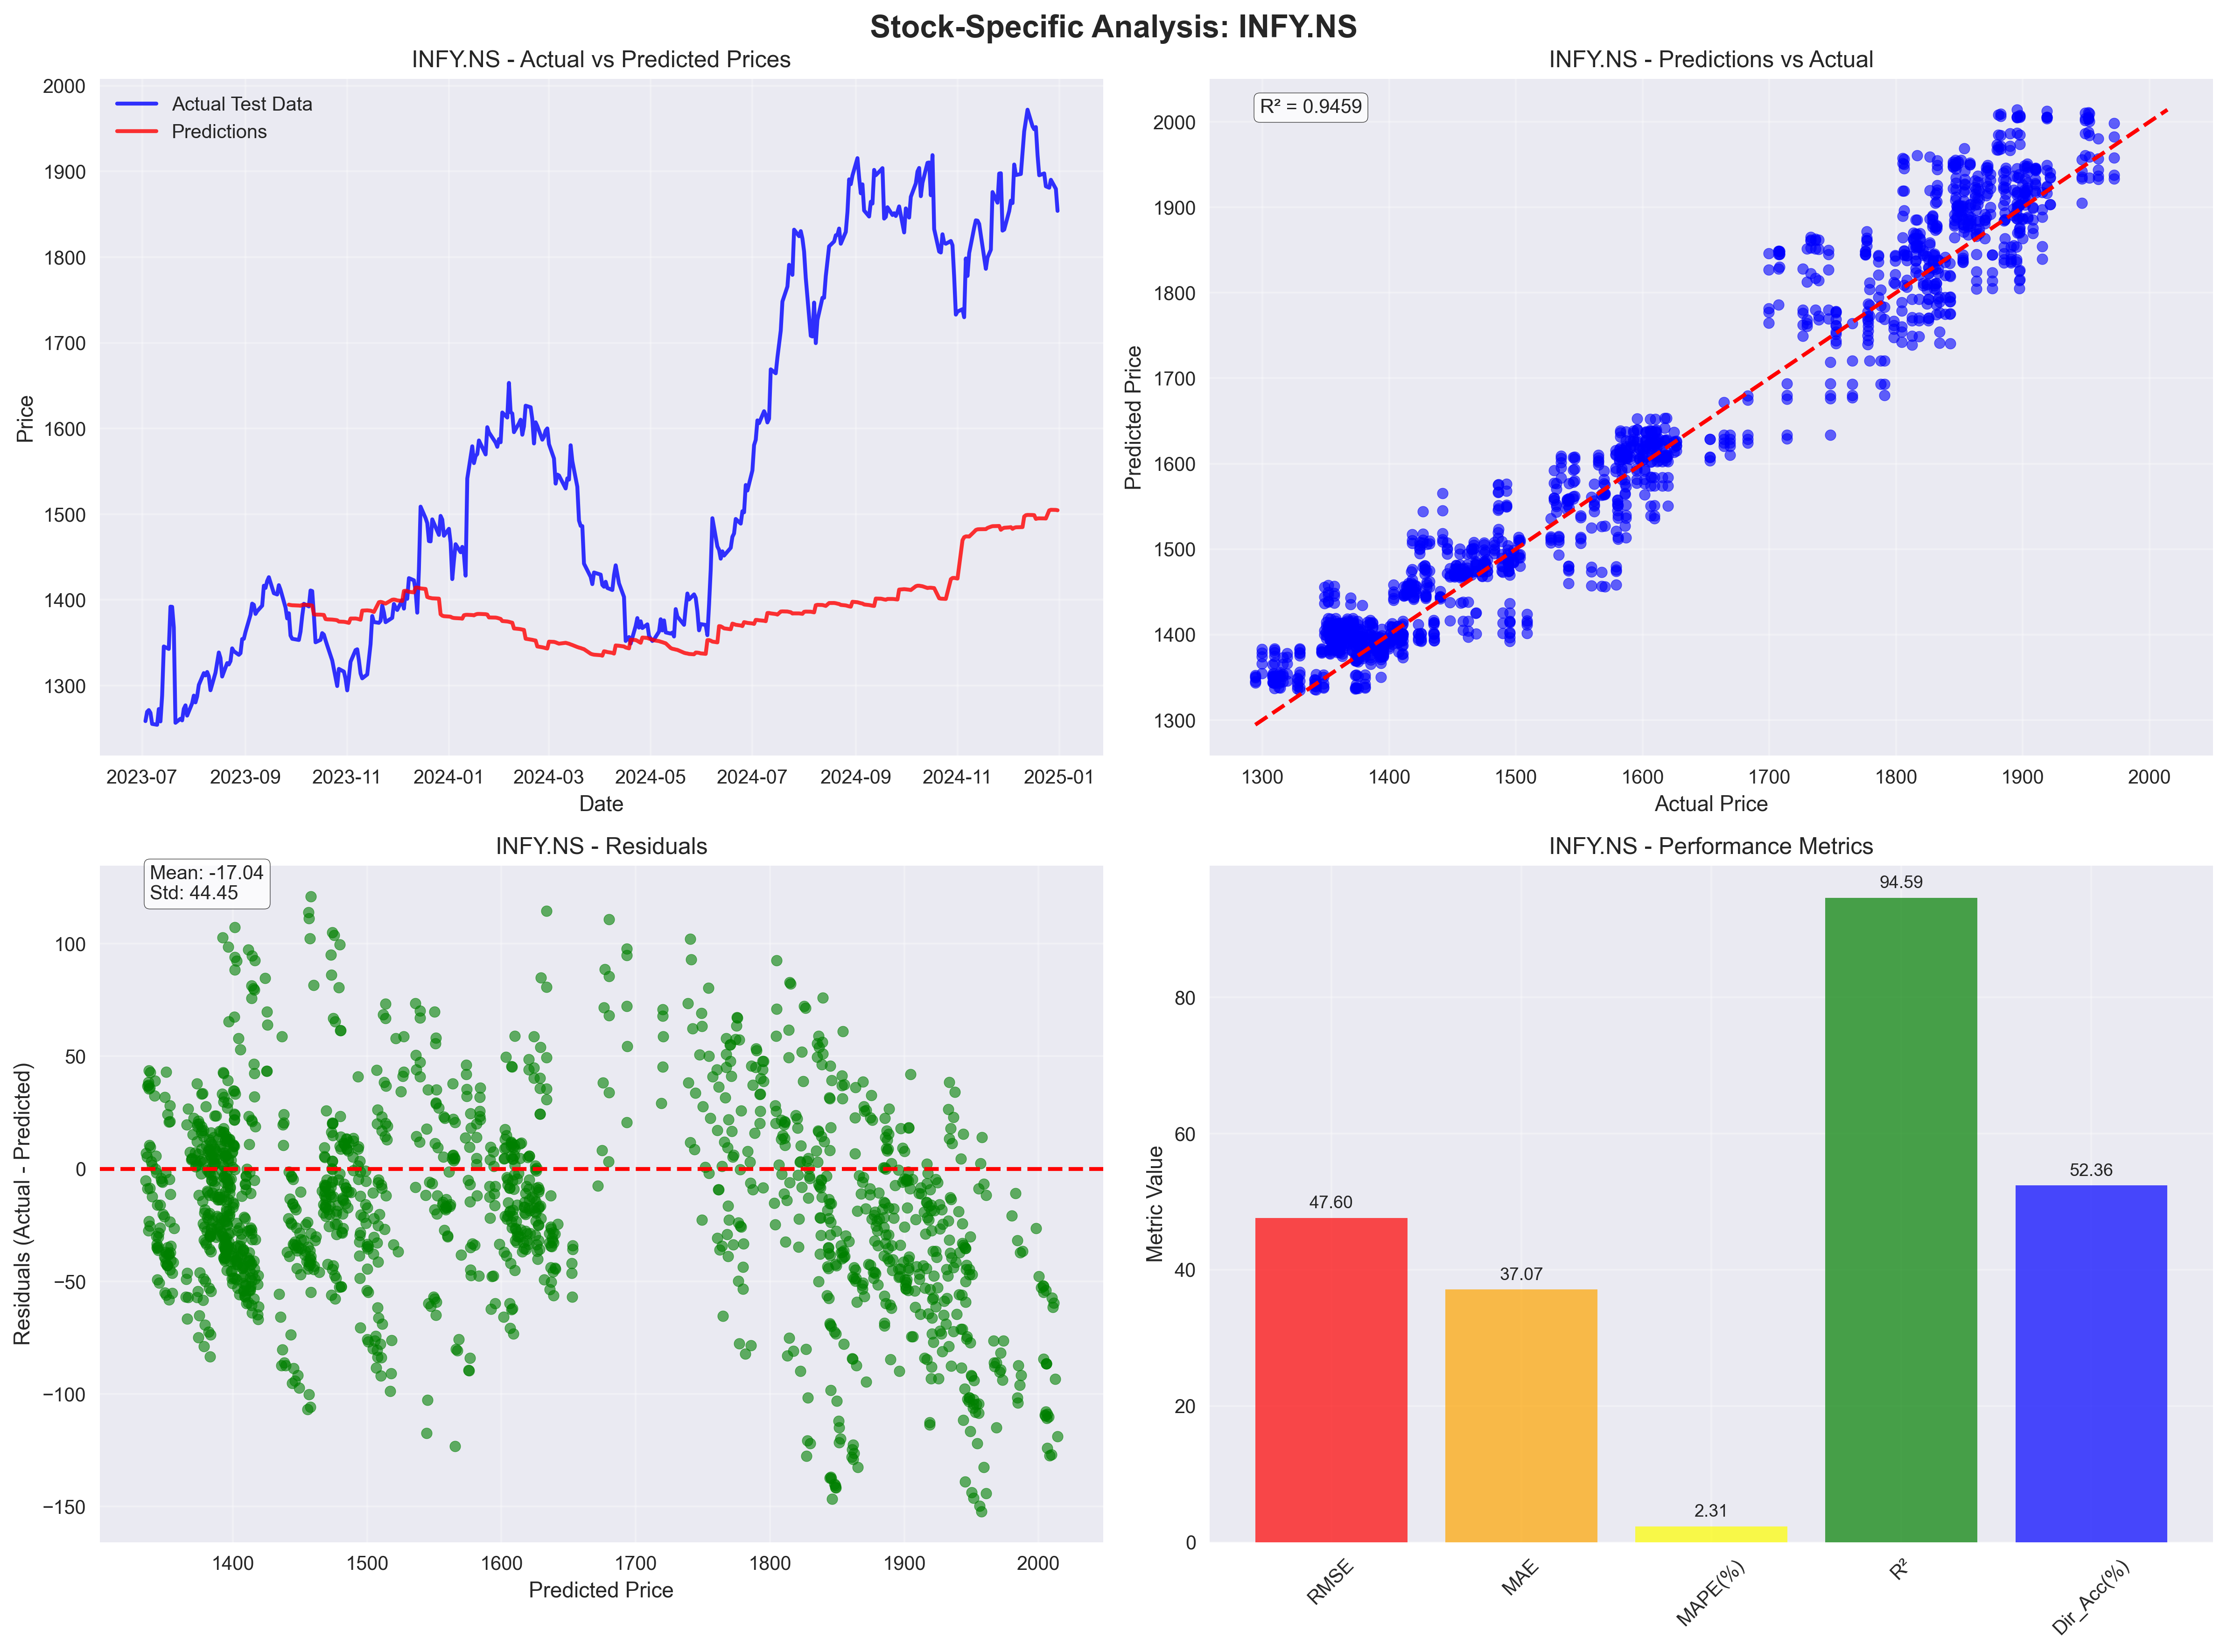 Stock-Specific Analysis: INFY.NS
INFY.NS - Actual vs Predicted Prices
Actual Test Data
Predictions
Price
2000
1900
1800
1700
1600
1500
1400
1300
2023-07 2023-09 2023-11 2024-01 2024-03 2024-05 2024-07 2024-09 2024-11 2025-01
Date
INFY.NS - Predictions vs Actual
R² = 0.9459
Predicted Price
2000
1900
1800
1700
1600
1500
1400
1300
1300 1400 1500 1600 1700 1800 1900 2000
Actual Price
INFY.NS - Residuals
Mean: -17.04
Std: 44.45
Residuals (Actual - Predicted)
100
50
0
−50
−100
−150
1400 1500 1600 1700 1800 1900 2000
Predicted Price
INFY.NS - Performance Metrics
Metric Value
80
60
40
20
0
47.60
37.07
2.31
94.59
52.36
RMSE
MAE
MAPE(%)
R²
Dir_Acc(%)